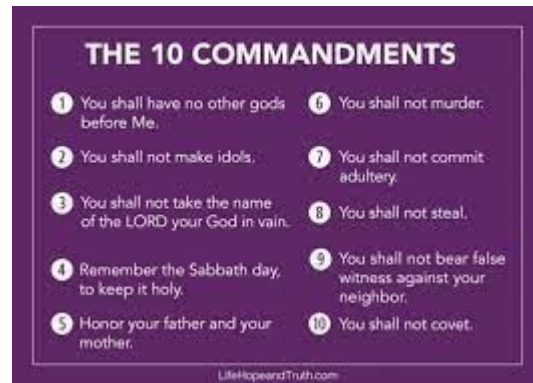 THE 10 COMMANDMENTS
1 You shall have no other gods
before Me.
2 You shall not make idols.
3 You shall not take the name
of the LORD your God in vain.
4 Remember the Sabbath day,
to keep it holy.
5 Honor your father and your
mother.
6 You shall not murder.
7 You shall not commit
adultery.
8 You shall not steal.
9 You shall not bear false
witness against your
neighbor.
10 You shall not covet.
LifeHopeandTruth.com